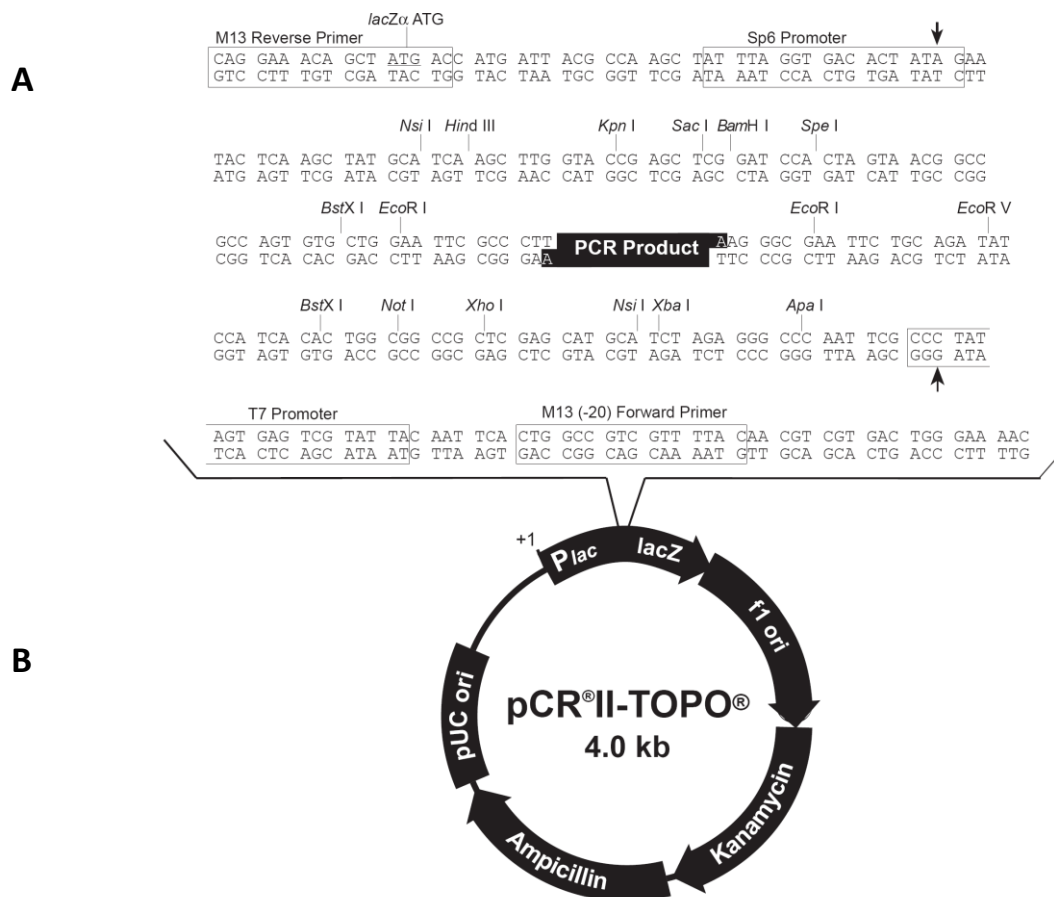 A
lacZα ATG
M13 Reverse Primer
Sp6 Promoter
CAG GAA ACA GCT ATG ACC ATG ATT ACG CCA AGC TAT TTA GGT GAC ACT ATA GAA
GTC CTT TGT CGA TAC TGG TAC TAA TGC GGT TCG ATA AAT CCA CTG TGA TAT CTT
Nsi I Hind III Kpn I Sac I BamH I Spe I
TAC TCA AGC TAT GCA TCA AGC TTG GTA CCG AGC TCG GAT CCA CTA GTA ACG GCC
ATG AGT TCG ATA CGT AGT TCG AAC CAT GGC TCG AGC CTA GGT GAT CAT TGC CGG
BstX I EcoR I EcoR I EcoR V
GCC AGT GTG CTG GAA TTC GCC CTT PCR Product AAG GGC GAA TTC TGC AGA TAT
CGG TCA CAC GAC CTT AAG CGG GAA TTC CCG CTT AAG ACG TCT ATA
BstX I Not I Xho I Nsi I Xba I Apa I
CCA TCA CAC TGG CGG CCG CTC GAG CAT GCA TCT AGA GGG CCC AAT TCG CCC TAT
GGT AGT GTG ACC GCC GGC GAG CTC GTA CGT AGA TCT CCC GGG TTA AGC GGG ATA
T7 Promoter
M13 (-20) Forward Primer
AGT GAG TCG TAT TAC AAT TCA CTG GCC GTC GTT TTA CAA CGT CGT GAC TGG GAA AAC
TCA CTC AGC ATA ATG TTA AGT GAC CGG CAG CAA AAT GTT GCA GCA CTG ACC CTT TTG
B
+1
Plac
lacZ
f1 ori
Kanamycin
Ampicillin
pUC ori
pCR®II-TOPO®
4.0 kb